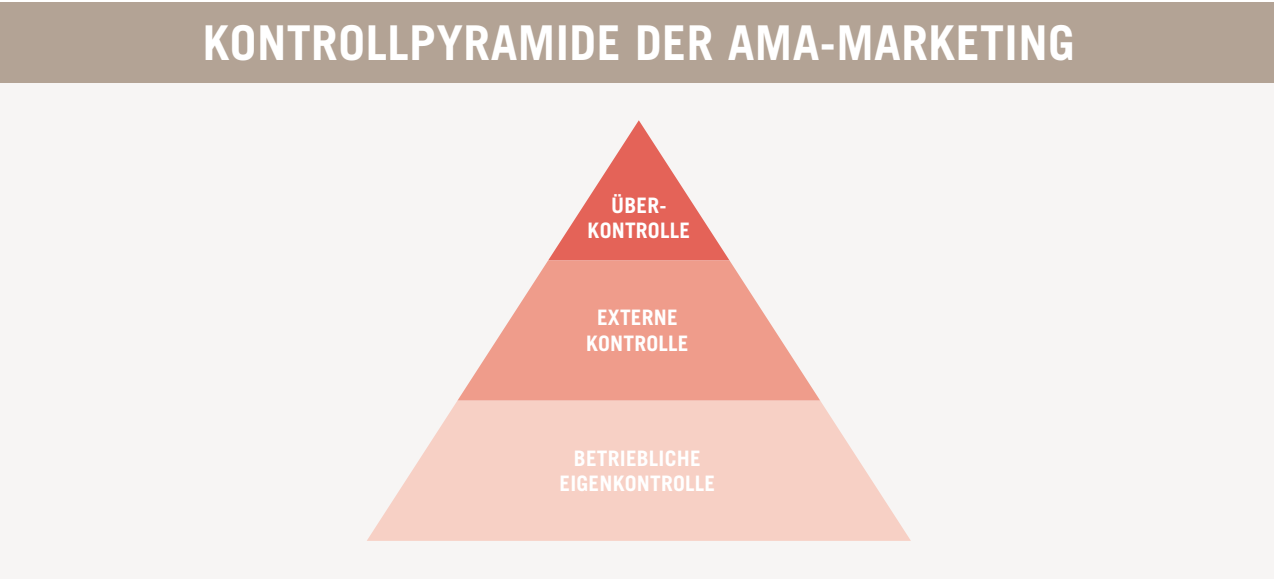 KONTROLLPYRAMIDE DER AMA-MARKETING
ÜBER-
KONTROLLE
EXTERNE
KONTROLLE
BETRIEBLICHE
EIGENKONTROLLE